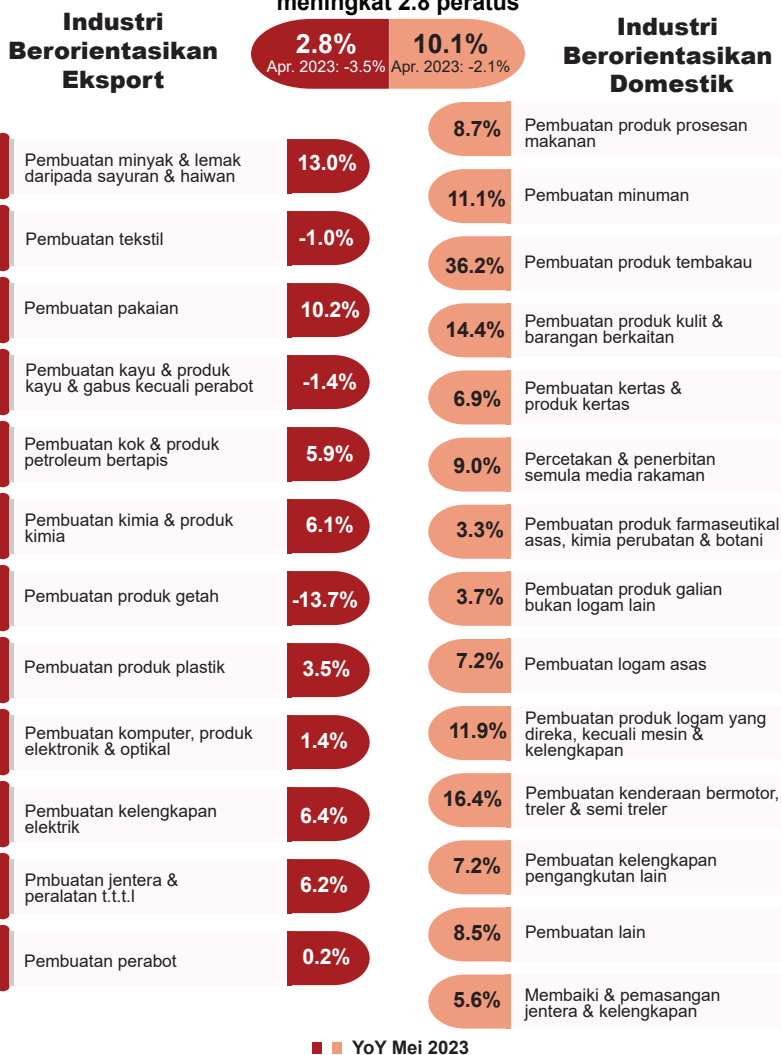 meningkat 2.8 peratus
Industri
Berorientasikan
Eksport
2.8%
Apr. 2023: -3.5%
10.1%
Apr. 2023: -2.1%
Industri
Berorientasikan
Domestik
Pembuatan minyak & lemak
daripada sayuran & haiwan
13.0%
Pembuatan tekstil
-1.0%
Pembuatan pakaian
10.2%
Pembuatan kayu & produk
kayu & gabus kecuali perabot
-1.4%
Pembuatan kok & produk
petroleum bertapis
5.9%
Pembuatan kimia & produk
kimia
6.1%
Pembuatan produk getah
-13.7%
Pembuatan produk plastik
3.5%
Pembuatan komputer, produk
elektronik & optikal
1.4%
Pembuatan kelengkapan
elektrik
6.4%
Pmbuatan jentera &
peralatan t.t.t.l
6.2%
Pembuatan perabot
0.2%
8.7%
Pembuatan produk prosesan
makanan
11.1%
Pembuatan minuman
36.2%
Pembuatan produk tembakau
14.4%
Pembuatan produk kulit &
barangan berkaitan
6.9%
Pembuatan kertas &
produk kertas
9.0%
Percetakan & penerbitan
semula media rakaman
3.3%
Pembuatan produk farmaseutikal
asas, kimia perubatan & botani
3.7%
Pembuatan produk galian
bukan logam lain
7.2%
Pembuatan logam asas
11.9%
Pembuatan produk logam yang
direka, kecuali mesin &
kelengkapan
16.4%
Pembuatan kenderaan bermotor,
treler & semi treler
7.2%
Pembuatan kelengkapan
pengangkutan lain
8.5%
Pembuatan lain
5.6%
Membaiki & pemasangan
jentera & kelengkapan
YoY Mei 2023